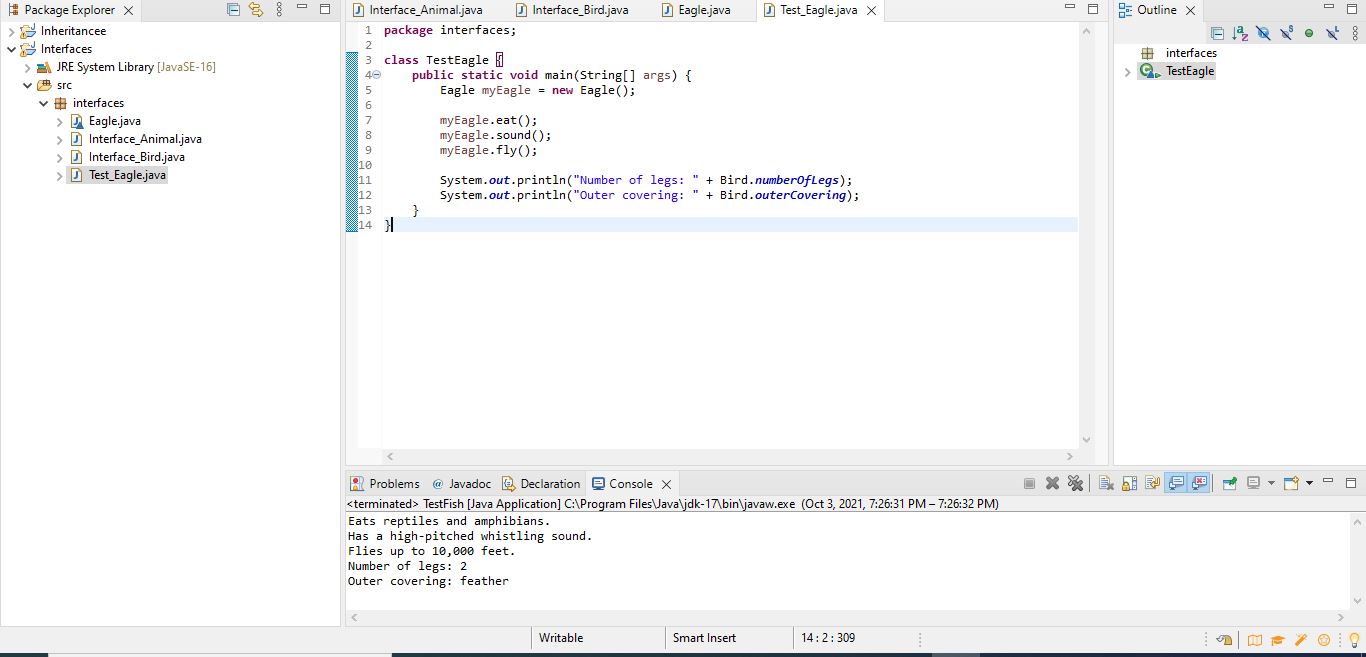 Package Explorer
Inheritancee
Interfaces
JRE System Library [JavaSE-16]
src
interfaces
Eagle.java
Interface_Animal.java
Interface_Bird.java
Test_Eagle.java
Interface_Animal.java Interface_Bird.java Eagle.java Test_Eagle.java
1 package interfaces;
2
3 class TestEagle {
4 public static void main(String[] args) {
5 Eagle myEagle = new Eagle();
6
7 myEagle.eat();
8 myEagle.sound();
9 myEagle.fly();
10
11 System.out.println("Number of legs: " + Bird.numberOfLegs);
12 System.out.println("Outer covering: " + Bird.outerCovering);
13 }
14 }
Outline
interfaces
TestEagle
Problems @ Javadoc Declaration Console
<terminated> TestFish [Java Application] C:\Program Files\Java\jdk-17\bin\javaw.exe (Oct 3, 2021, 7:26:31 PM – 7:26:32 PM)
Eats reptiles and amphibians.
Has a high-pitched whistling sound.
Flies up to 10,000 feet.
Number of legs: 2
Outer covering: feather
Writable Smart Insert 14 : 2 : 309